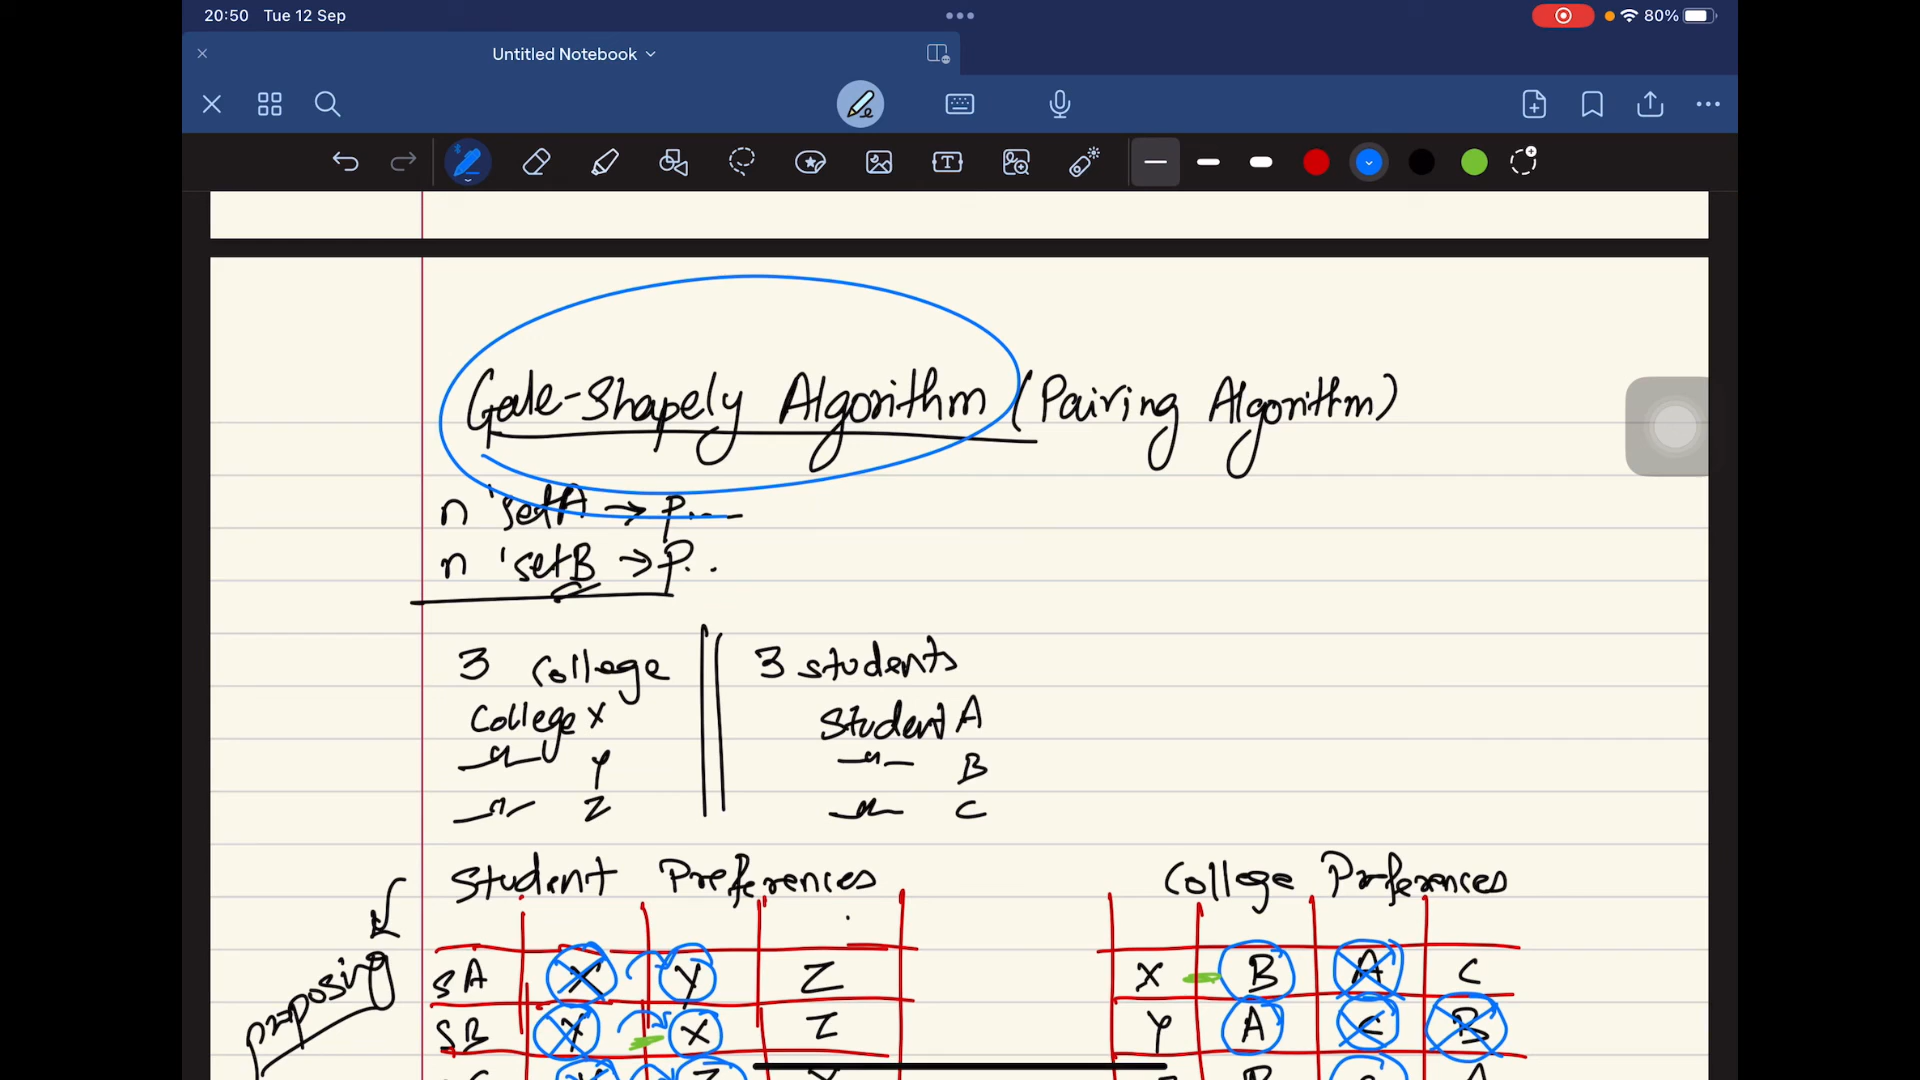 20:50 Tue 12 Sep
80%
Untitled Notebook
Gale-Shapely Algorithm (Pairing Algorithm)
n 'setA → P...
n 'setB → P..
3 college 3 students
College X Student A
Y B
Z C
Student Preferences College Preferences
proposing
SA X Y Z X B A C
SB Y X Z Y A C B